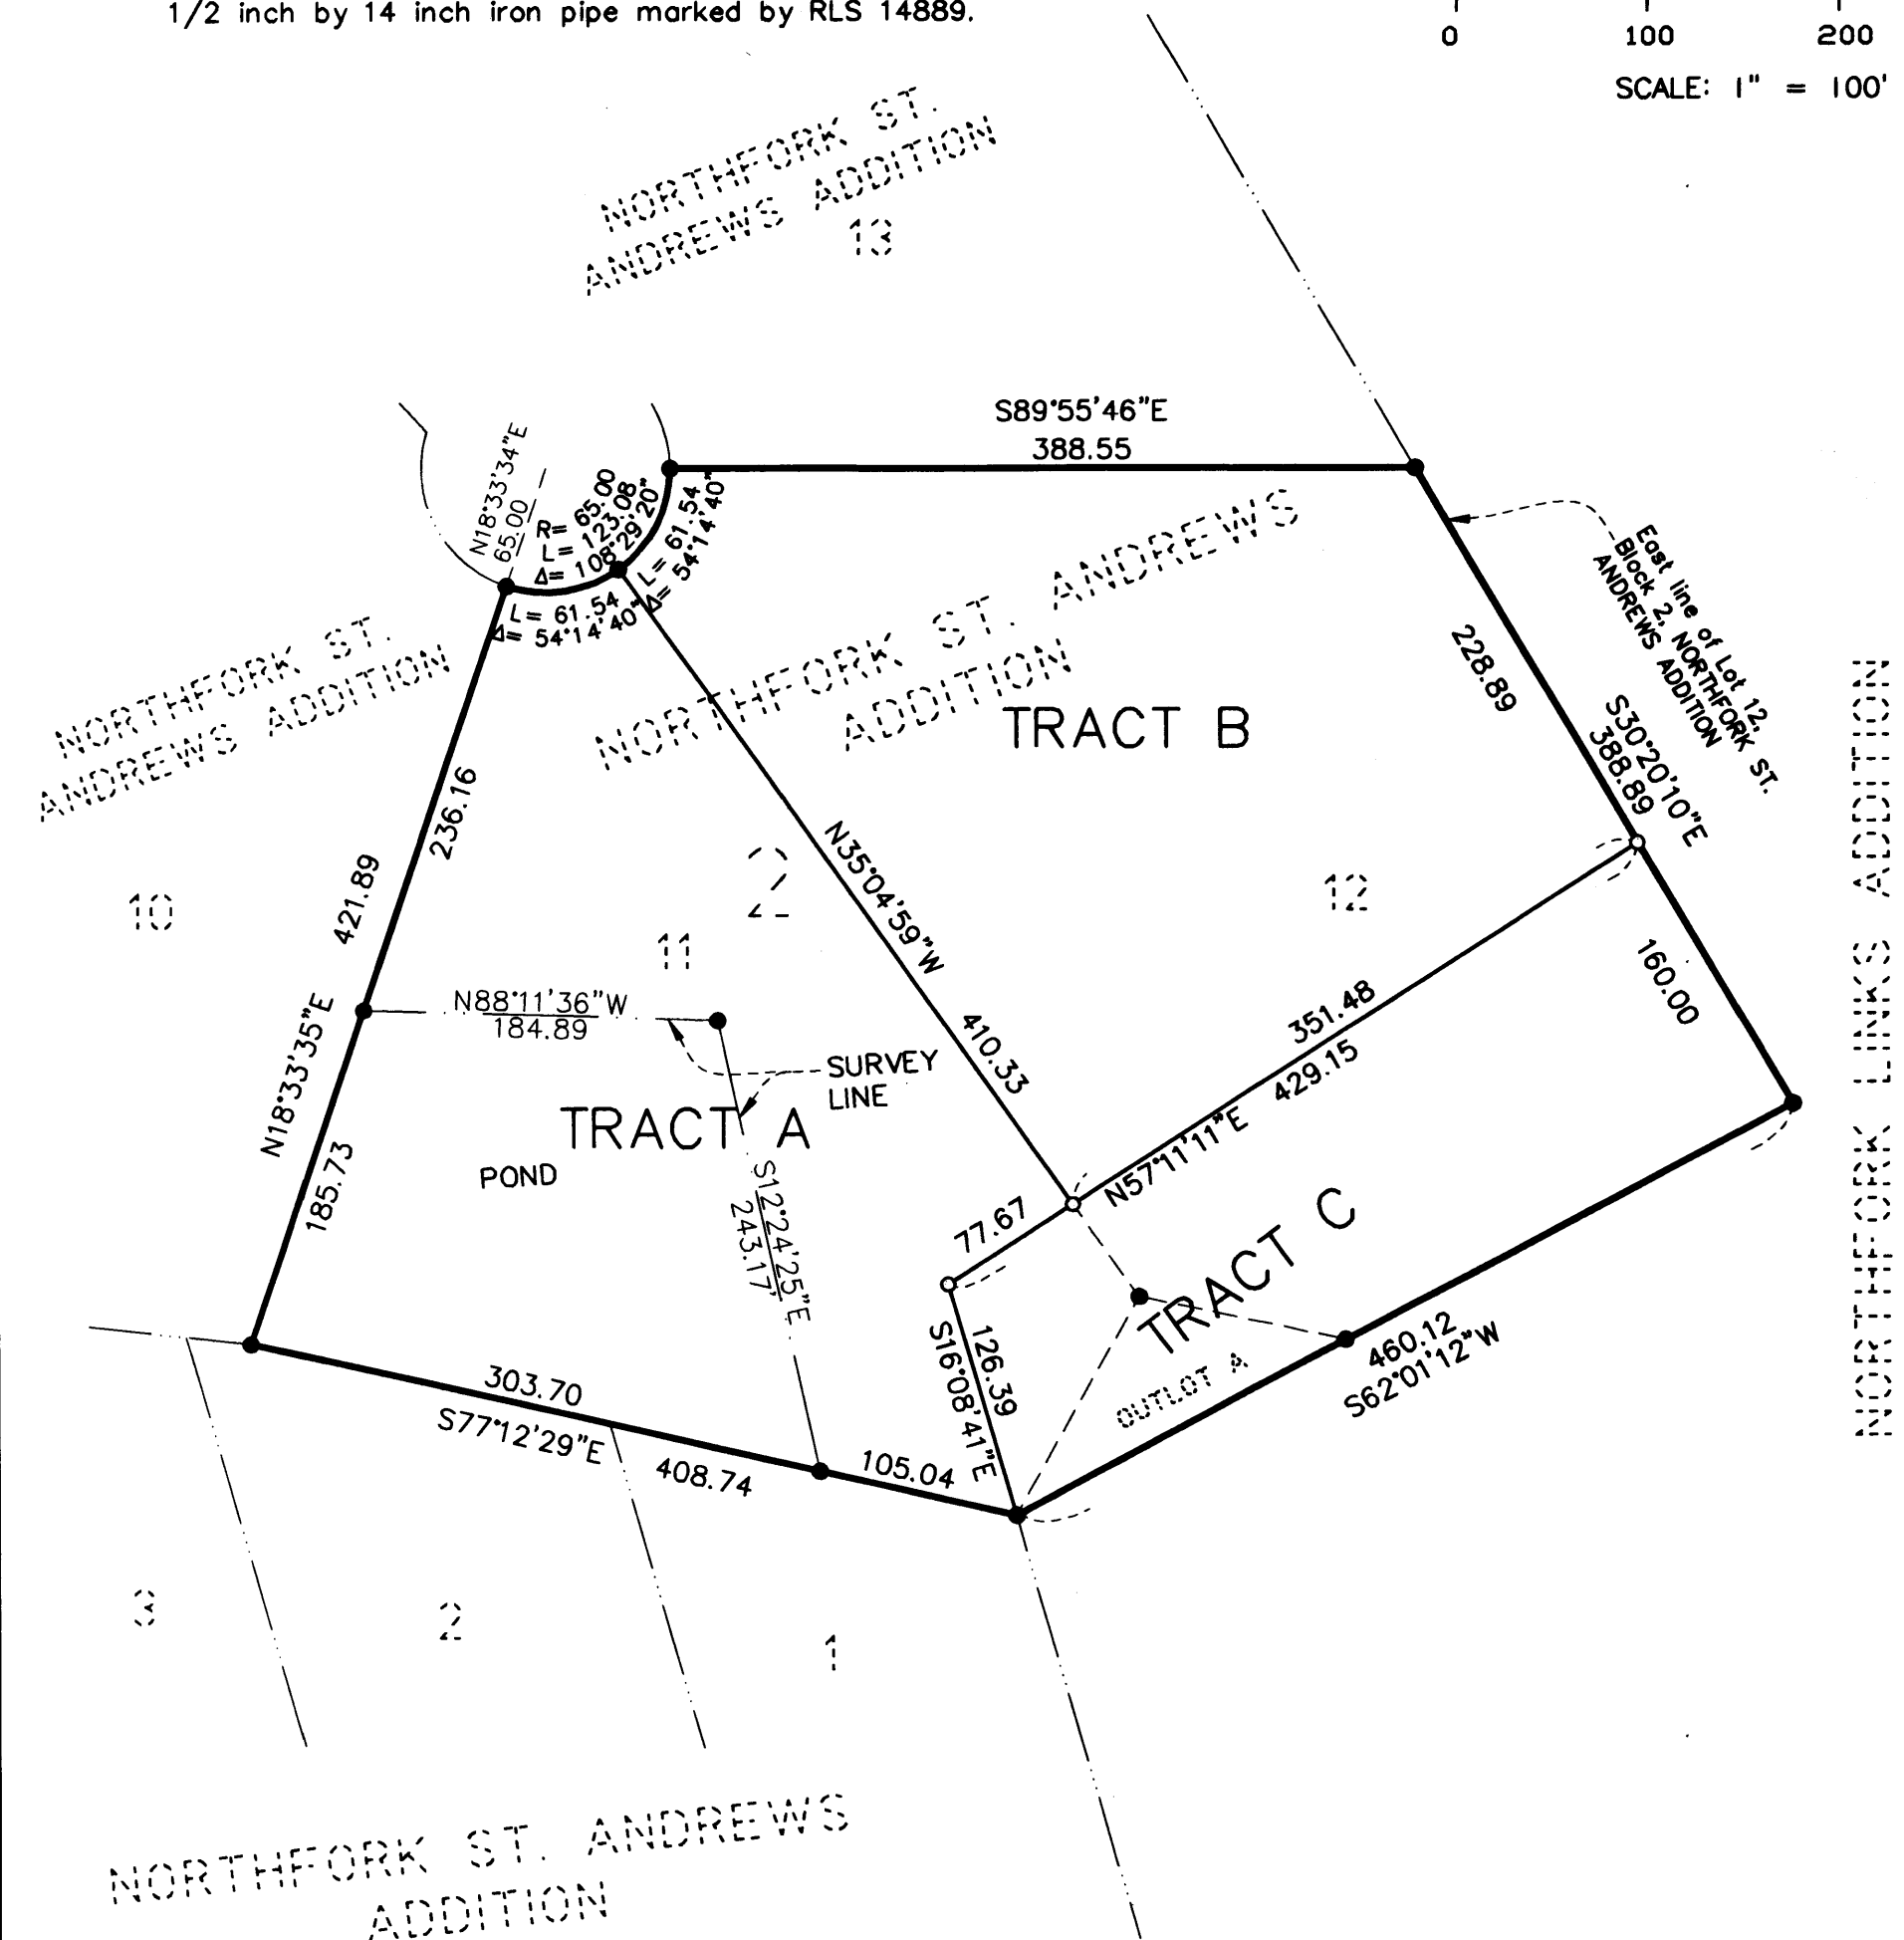 1/2 inch by 14 inch iron pipe marked by RLS 14889.
0 100 200
SCALE: 1" = 100'
NORTHFORK ST.
ANDREWS ADDITION
13
S89°55'46"E
388.55
N18°33'34"E
65.00
R= 65.00
L= 123.08
Δ= 108°29'20"
L= 61.54
Δ= 54°14'40"
L= 61.54
Δ= 54°14'40"
East line of Lot 12,
Block 2, NORTHFORK ST.
ANDREWS ADDITION
228.89
S30°20'10"E
388.89
NORTHFORK ST.
ANDREWS ADDITION
NORTHFORK ST. ANDREWS
ADDITION
TRACT B
236.16
421.89
10
2
12
11
N35°04'59"W
410.33
160.00
N88°11'36"W
184.89
SURVEY
LINE
351.48
N57°11'11"E 429.15
N18°33'35"E
185.73
TRACT A
POND
S12°24'25"E
243.17'
77.67
TRACT C
126.39
S16°08'41"E
OUTLOT A
460.12
S62°01'12"W
303.70
S77°12'29"E
408.74
105.04
3
2
1
NORTHFORK ST. ANDREWS
ADDITION
NORTHFORK LINKS ADDITION